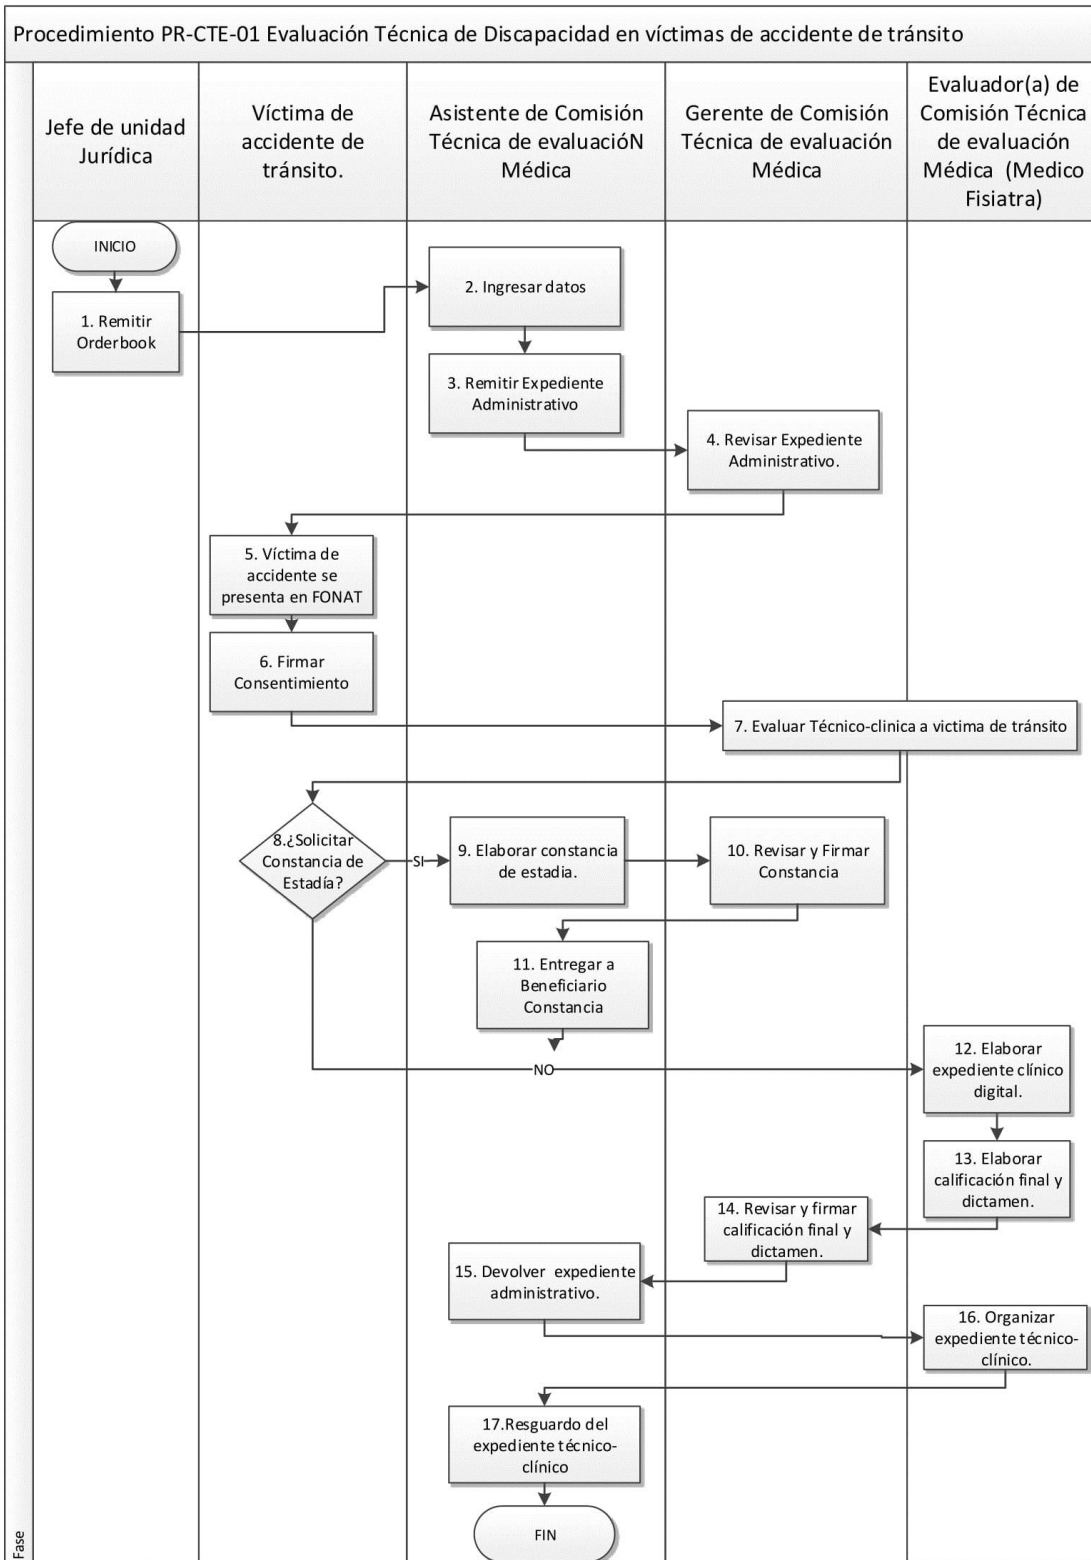 Procedimiento PR-CTE-01 Evaluación Técnica de Discapacidad en víctimas de accidente de tránsito
Jefe de unidad
Jurídica
Víctima de
accidente de
tránsito.
Asistente de Comisión
Técnica de evaluacióN
Médica
Gerente de Comisión
Técnica de evaluación
Médica
Evaluador(a) de
Comisión Técnica
de evaluación
Médica (Medico
Fisiatra)
INICIO
1. Remitir
Orderbook
2. Ingresar datos
3. Remitir Expediente
Administrativo
4. Revisar Expediente
Administrativo.
5. Víctima de
accidente se
presenta en FONAT
6. Firmar
Consentimiento
7. Evaluar Técnico-clinica a victima de tránsito
8.¿Solicitar
Constancia de
Estadía?
SI
9. Elaborar constancia
de estadia.
10. Revisar y Firmar
Constancia
11. Entregar a
Beneficiario
Constancia
NO
12. Elaborar
expediente clínico
digital.
13. Elaborar
calificación final y
dictamen.
14. Revisar y firmar
calificación final y
dictamen.
15. Devolver expediente
administrativo.
16. Organizar
expediente técnico-
clínico.
17.Resguardo del
expediente técnico-
clínico
FIN
Fase